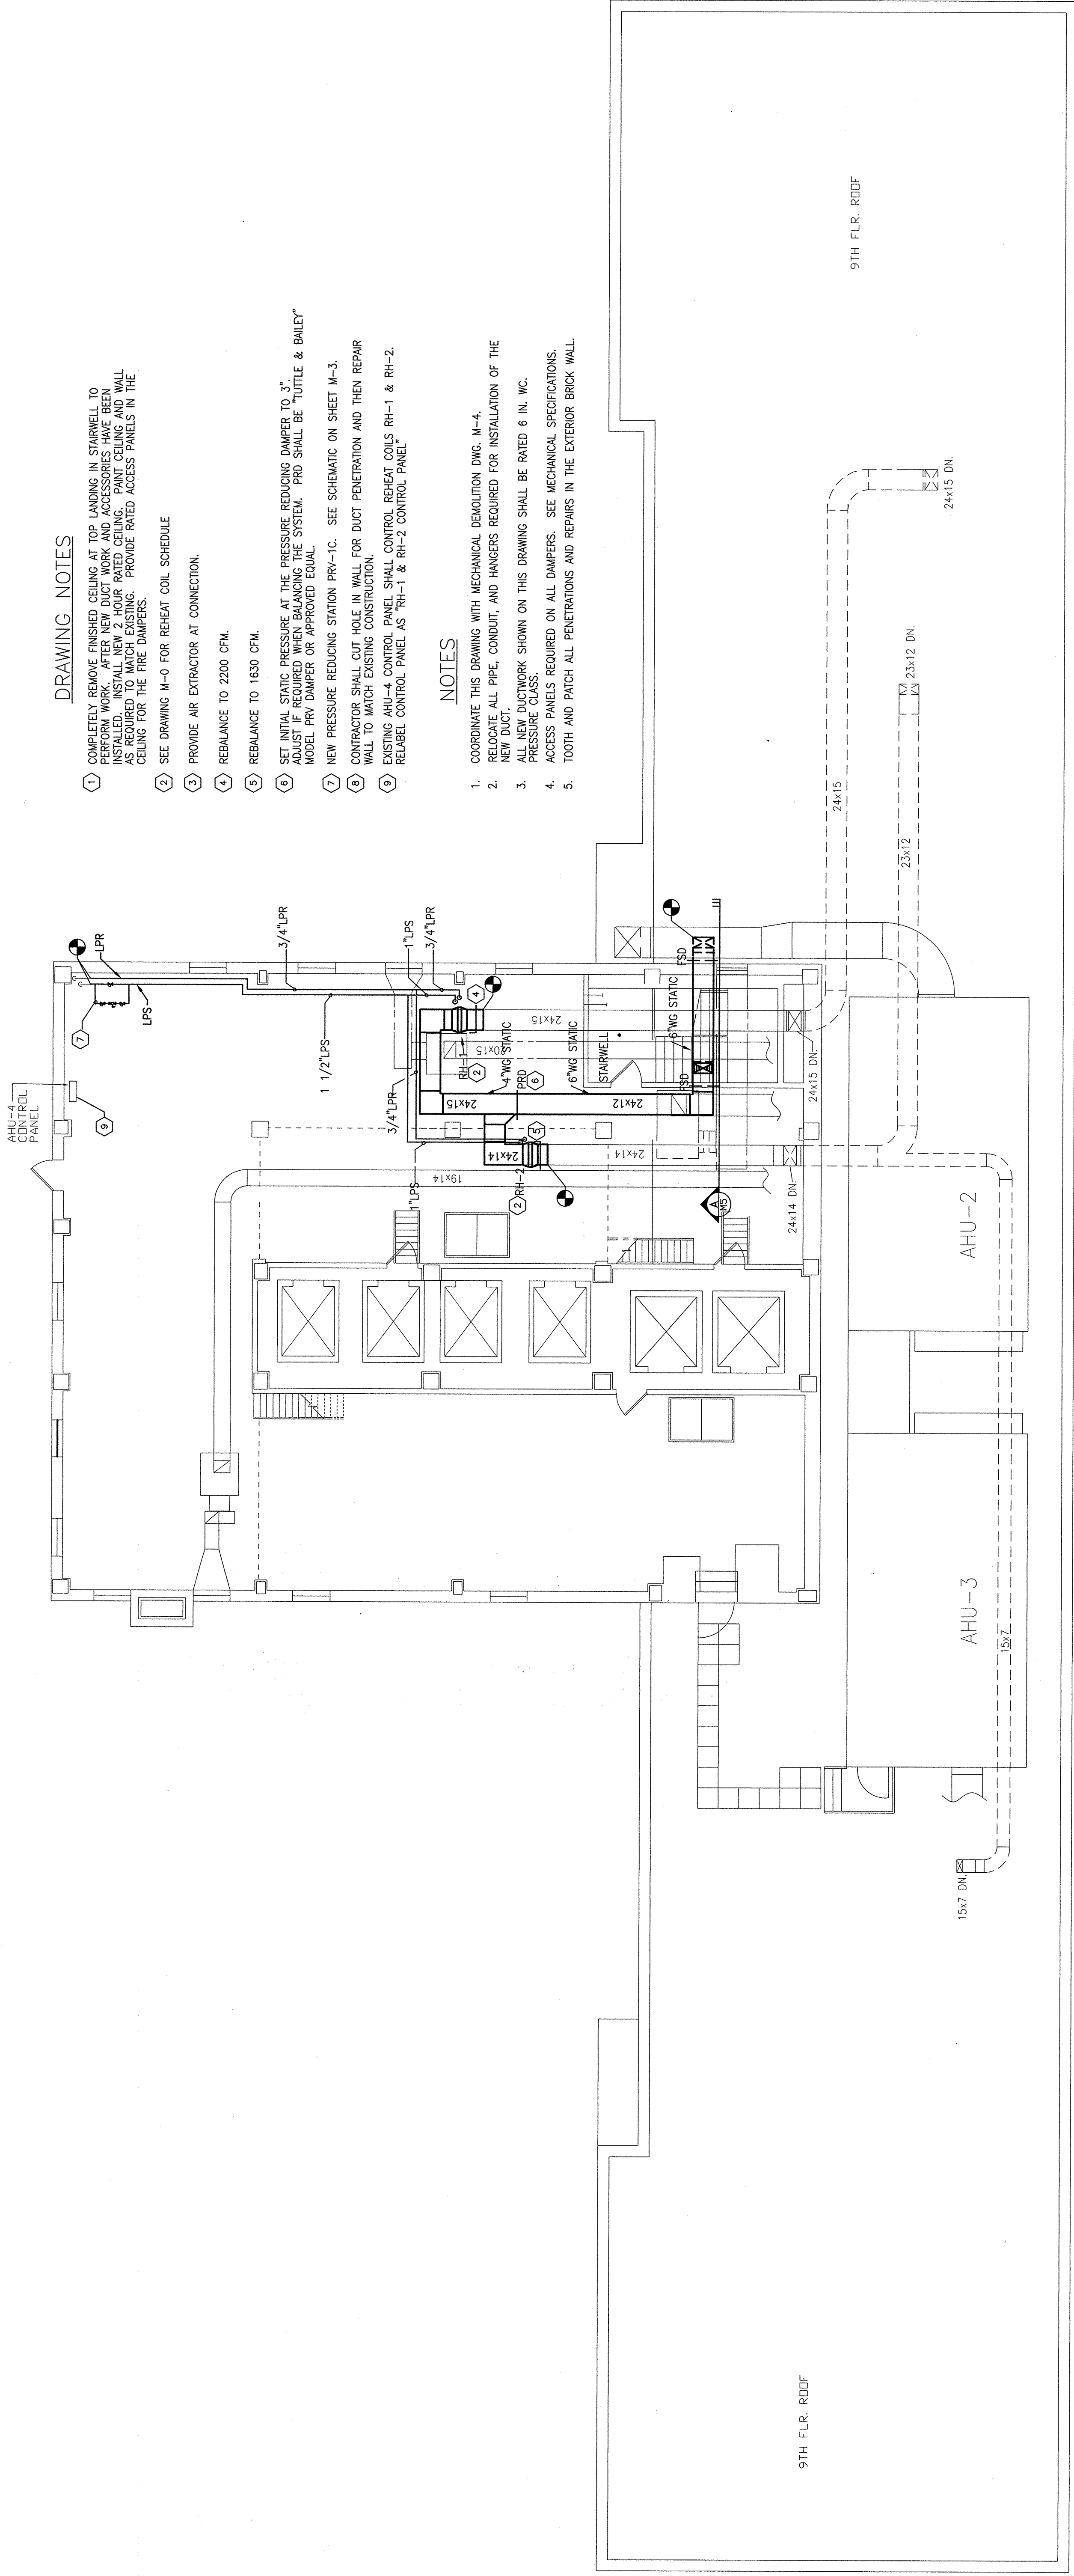 DRAWING NOTES
1 COMPLETELY REMOVE FINISHED CEILING AT TOP LANDING IN STAIRWELL TO
PERFORM WORK. AFTER NEW DUCT WORK AND ACCESSORIES HAVE BEEN
INSTALLED. INSTALL NEW 2 HOUR RATED CEILING. PAINT CEILING AND WALL
AS REQUIRED TO MATCH EXISTING. PROVIDE RATED ACCESS PANELS IN THE
CEILING FOR THE FIRE DAMPERS.
2 SEE DRAWING M-0 FOR REHEAT COIL SCHEDULE
3 PROVIDE AIR EXTRACTOR AT CONNECTION.
4 REBALANCE TO 2200 CFM.
5 REBALANCE TO 1630 CFM.
6 SET INITIAL STATIC PRESSURE AT THE PRESSURE REDUCING DAMPER TO 3".
ADJUST IF REQUIRED WHEN BALANCING THE SYSTEM. PRD SHALL BE "TUTTLE & BAILEY"
MODEL PRV DAMPER OR APPROVED EQUAL.
7 NEW PRESSURE REDUCING STATION PRV-1C. SEE SCHEMATIC ON SHEET M-3.
8 CONTRACTOR SHALL CUT HOLE IN WALL FOR DUCT PENETRATION AND THEN REPAIR
WALL TO MATCH EXISTING CONSTRUCTION.
9 EXISTING AHU-4 CONTROL PANEL SHALL CONTROL REHEAT COILS RH-1 & RH-2.
RELABEL CONTROL PANEL AS "RH-1 & RH-2 CONTROL PANEL"
NOTES
1. COORDINATE THIS DRAWING WITH MECHANICAL DEMOLITION DWG. M-4.
2. RELOCATE ALL PIPE, CONDUIT, AND HANGERS REQUIRED FOR INSTALLATION OF THE
NEW DUCT.
3. ALL NEW DUCTWORK SHOWN ON THIS DRAWING SHALL BE RATED 6 IN. WC.
PRESSURE CLASS.
4. ACCESS PANELS REQUIRED ON ALL DAMPERS. SEE MECHANICAL SPECIFICATIONS.
5. TOOTH AND PATCH ALL PENETRATIONS AND REPAIRS IN THE EXTERIOR BRICK WALL.
AHU-4
CONTROL
PANEL
9
7
LPR
LPS
3/4"LPR
1 1/2"LPS
1"LPS
3/4"LPR
3/4"LPR
1"LPS
4
RH-1
2
24x15
20x15
24x15
4"WG STATIC
PRD
6
6"WG STATIC
24x12
STAIRWELL
FSD
FSD
6"WG STATIC
24x14
5
2
RH-2
24x14
19x14
A
M5
24x14 DN.
24x15 DN.
24x15
24x15 DN.
23x12
23x12 DN.
15x7
15x7 DN.
AHU-2
AHU-3
9TH FLR. ROOF
9TH FLR. ROOF